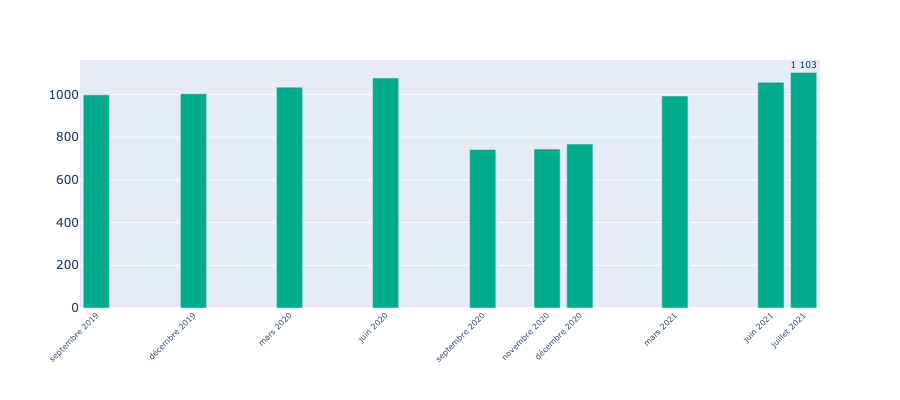 1 103
1000
800
600
400
200
0
septembre 2019
décembre 2019
mars 2020
juin 2020
septembre 2020
novembre 2020
décembre 2020
mars 2021
juin 2021
juillet 2021